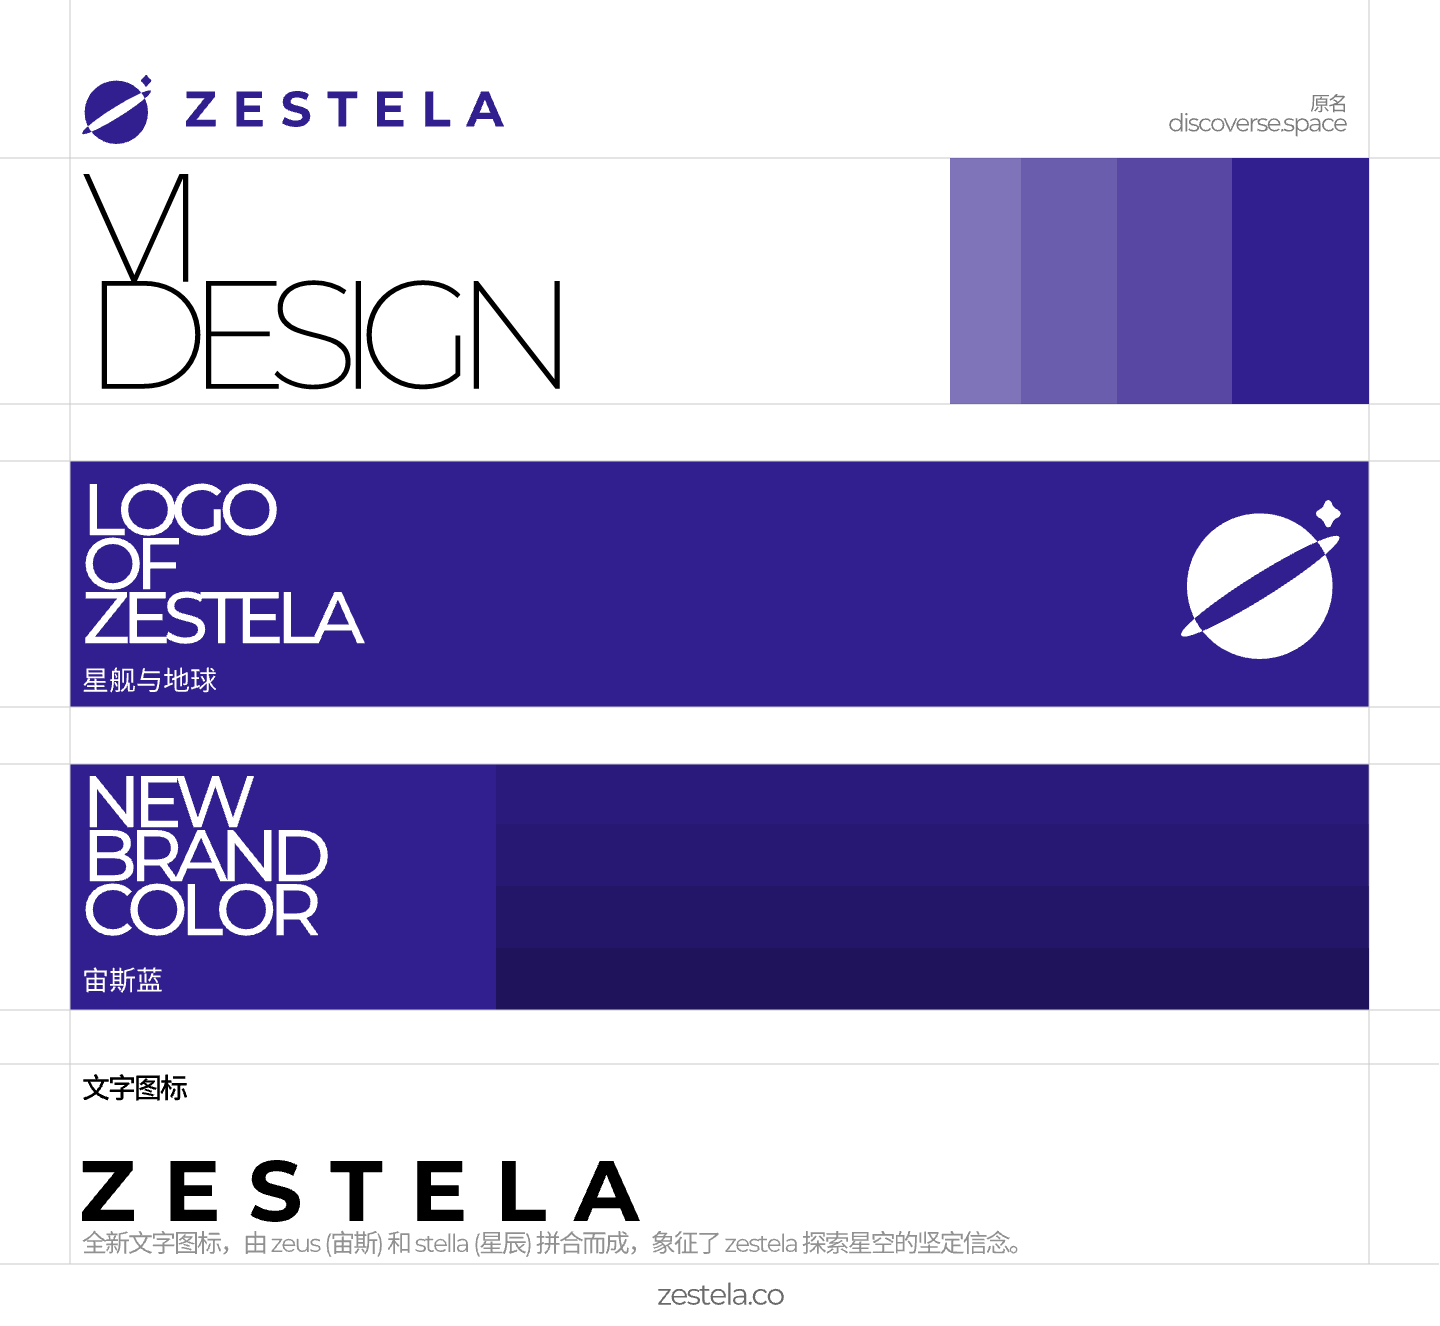 ZESTELA
原名
discoverse.space
VI
DESIGN
LOGO
OF
ZESTELA
星舰与地球
NEW
BRAND
COLOR
宙斯蓝
文字图标
ZESTELA
全新文字图标，由 zeus (宙斯) 和 stella (星辰) 拼合而成，象征了 zestela 探索星空的坚定信念。
zestela.co